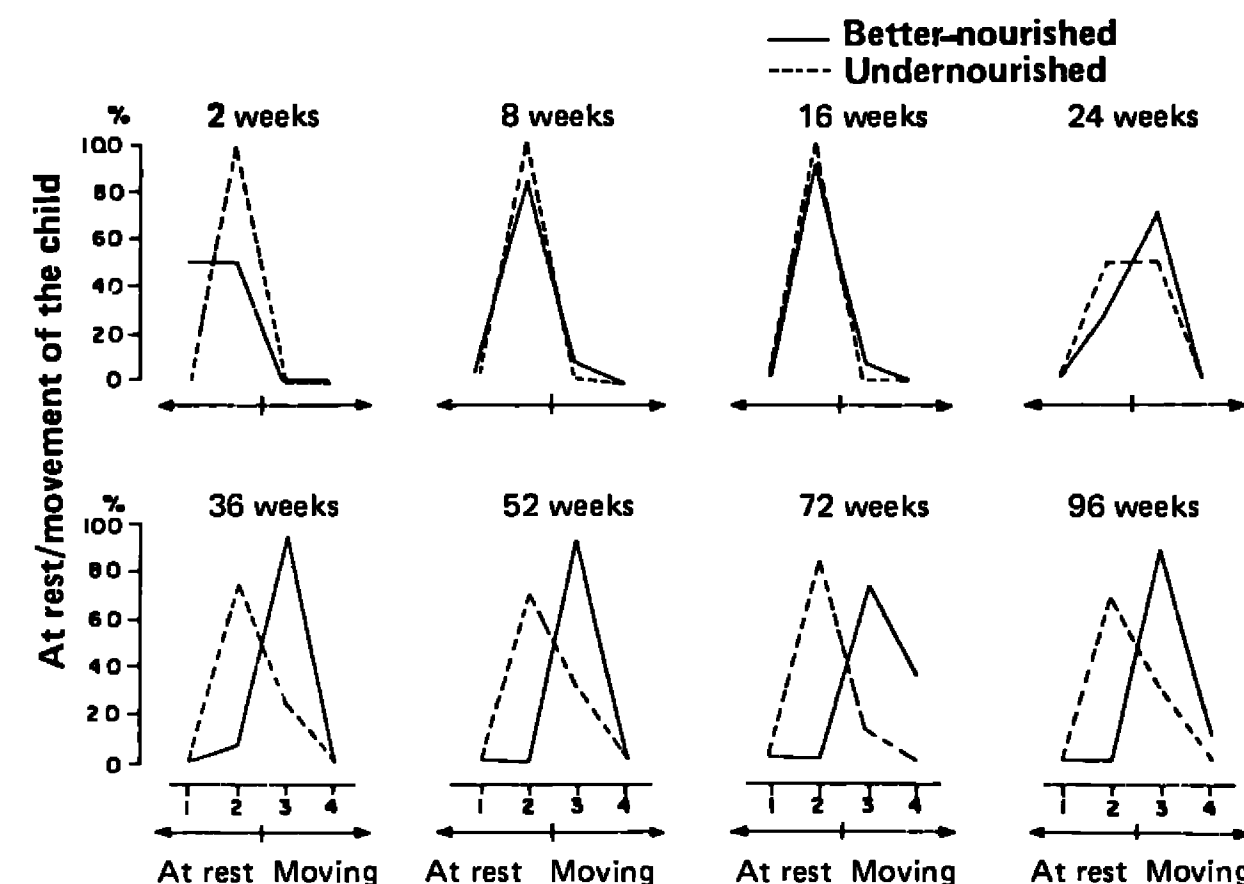 Better-nourished
Undernourished
% 2 weeks 8 weeks 16 weeks 24 weeks
100
80
60
40
20
0
At rest/movement of the child
% 36 weeks 52 weeks 72 weeks 96 weeks
100
80
60
40
20
0
1 2 3 4 1 2 3 4 1 2 3 4 1 2 3 4
At rest Moving At rest Moving At rest Moving At rest Moving